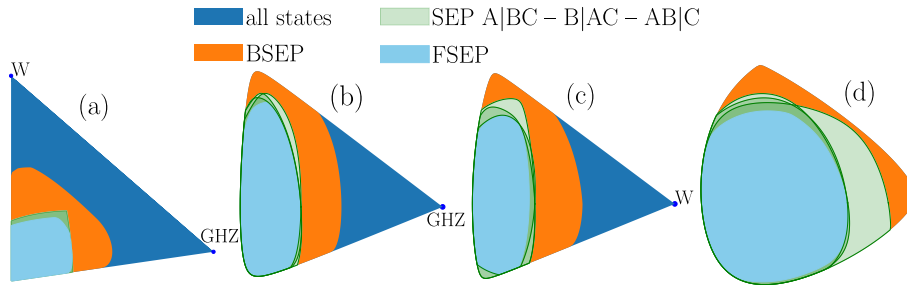 all states
SEP A|BC – B|AC – AB|C
BSEP
FSEP
W
(a)
(b)
(c)
(d)
GHZ
GHZ
W